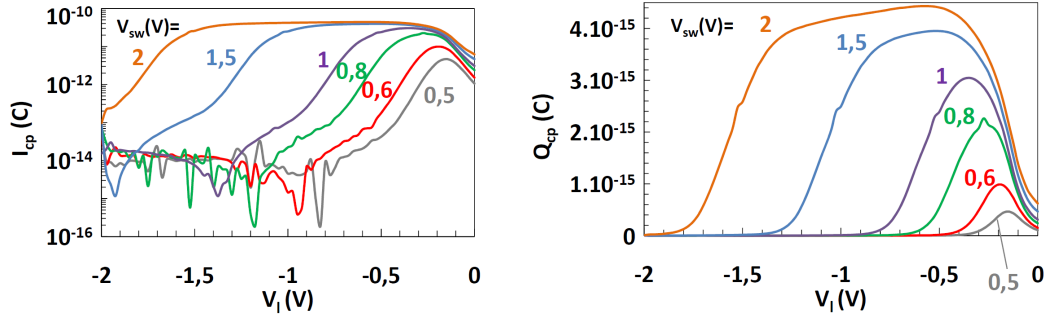 V_sw(V)=
10^-10
10^-12
10^-14
10^-16
I_cp (C)
2
1,5
1
0,8
0,6
0,5
-2 -1,5 -1 -0,5 0
V_l (V)
V_sw(V)=
4.10^-15
3.10^-15
2.10^-15
1.10^-15
0
Q_cp (C)
2
1,5
1
0,8
0,6
0,5
-2 -1,5 -1 -0,5 0
V_l (V)